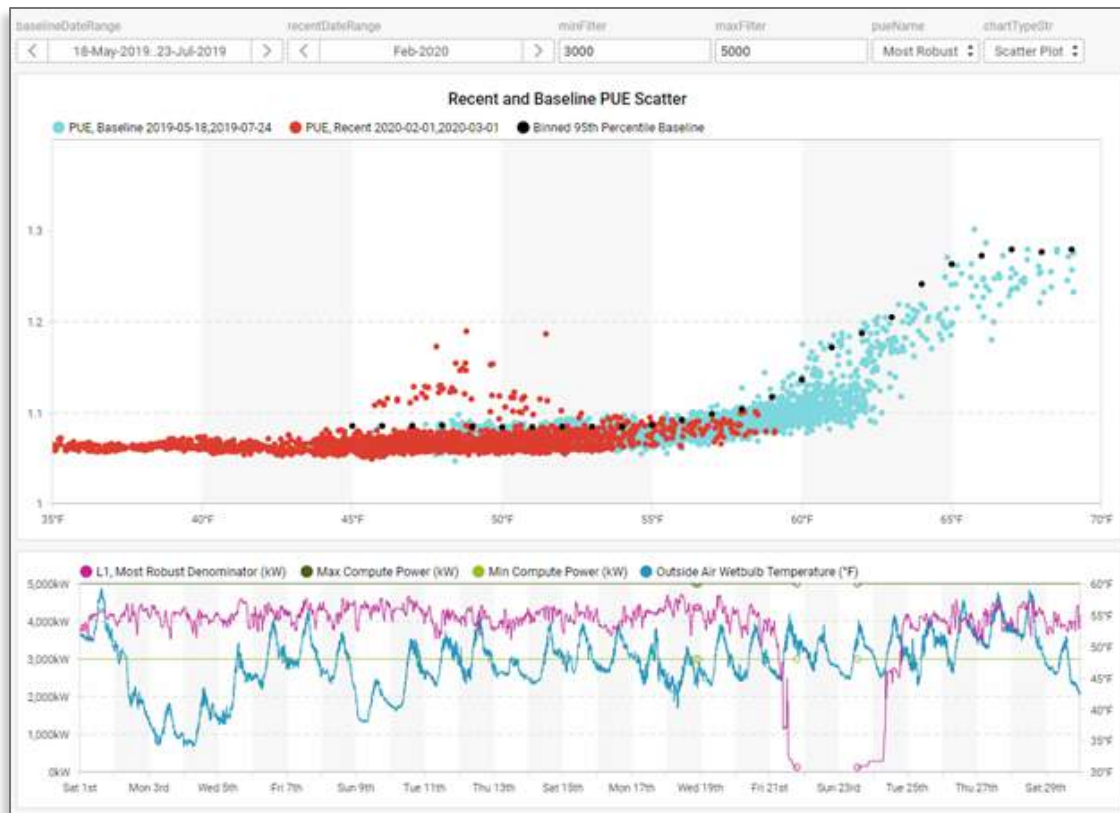 baselineDateRange recentDateRange minFilter maxFilter pueName chartTypeStr
18-May-2019..23-Jul-2019 Feb-2020 3000 5000 Most Robust Scatter Plot
Recent and Baseline PUE Scatter
PUE, Baseline 2019-05-18,2019-07-24 PUE, Recent 2020-02-01,2020-03-01 Binned 95th Percentile Baseline
1.3
1.2
1.1
1
35°F 40°F 45°F 50°F 55°F 60°F 65°F 70°F
L1, Most Robust Denominator (kW) Max Compute Power (kW) Min Compute Power (kW) Outside Air Wetbulb Temperature (°F)
5,000kW 60°F
4,000kW 55°F
3,000kW 50°F
2,000kW 45°F
40°F
1,000kW 35°F
0kW 30°F
Sat 1st Mon 3rd Wed 5th Fri 7th Sun 9th Tue 11th Thu 13th Sat 15th Mon 17th Wed 19th Fri 21st Sun 23rd Tue 25th Thu 27th Sat 29th